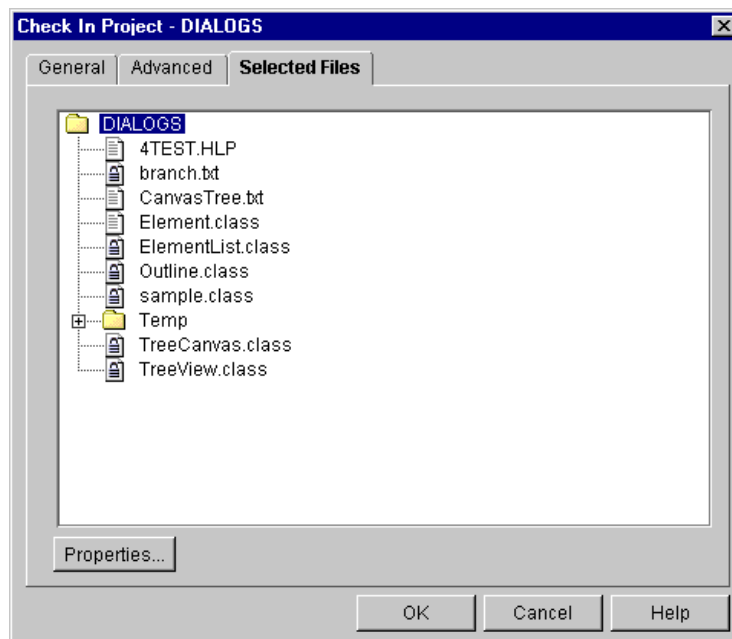 Check In Project - DIALOGS
General Advanced Selected Files
DIALOGS
4TEST.HLP
branch.txt
CanvasTree.txt
Element.class
ElementList.class
Outline.class
sample.class
Temp
TreeCanvas.class
TreeView.class
Properties...
OK Cancel Help